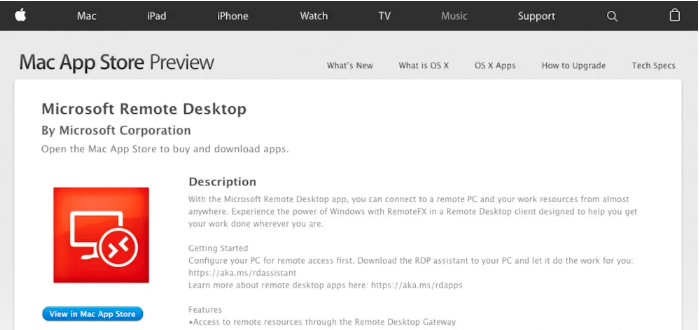 Mac iPad iPhone Watch TV Music Support
Mac App Store Preview
What's New What is OS X OS X Apps How to Upgrade Tech Specs
Microsoft Remote Desktop
By Microsoft Corporation
Open the Mac App Store to buy and download apps.
Description
With the Microsoft Remote Desktop app, you can connect to a remote PC and your work resources from almost
anywhere. Experience the power of Windows with RemoteFX in a Remote Desktop client designed to help you get
your work done wherever you are.
Getting Started
Configure your PC for remote access first. Download the RDP assistant to your PC and let it do the work for you:
https://aka.ms/rdassistant
Learn more about remote desktop apps here: https://aka.ms/rdapps
View in Mac App Store
Features
•Access to remote resources through the Remote Desktop Gateway